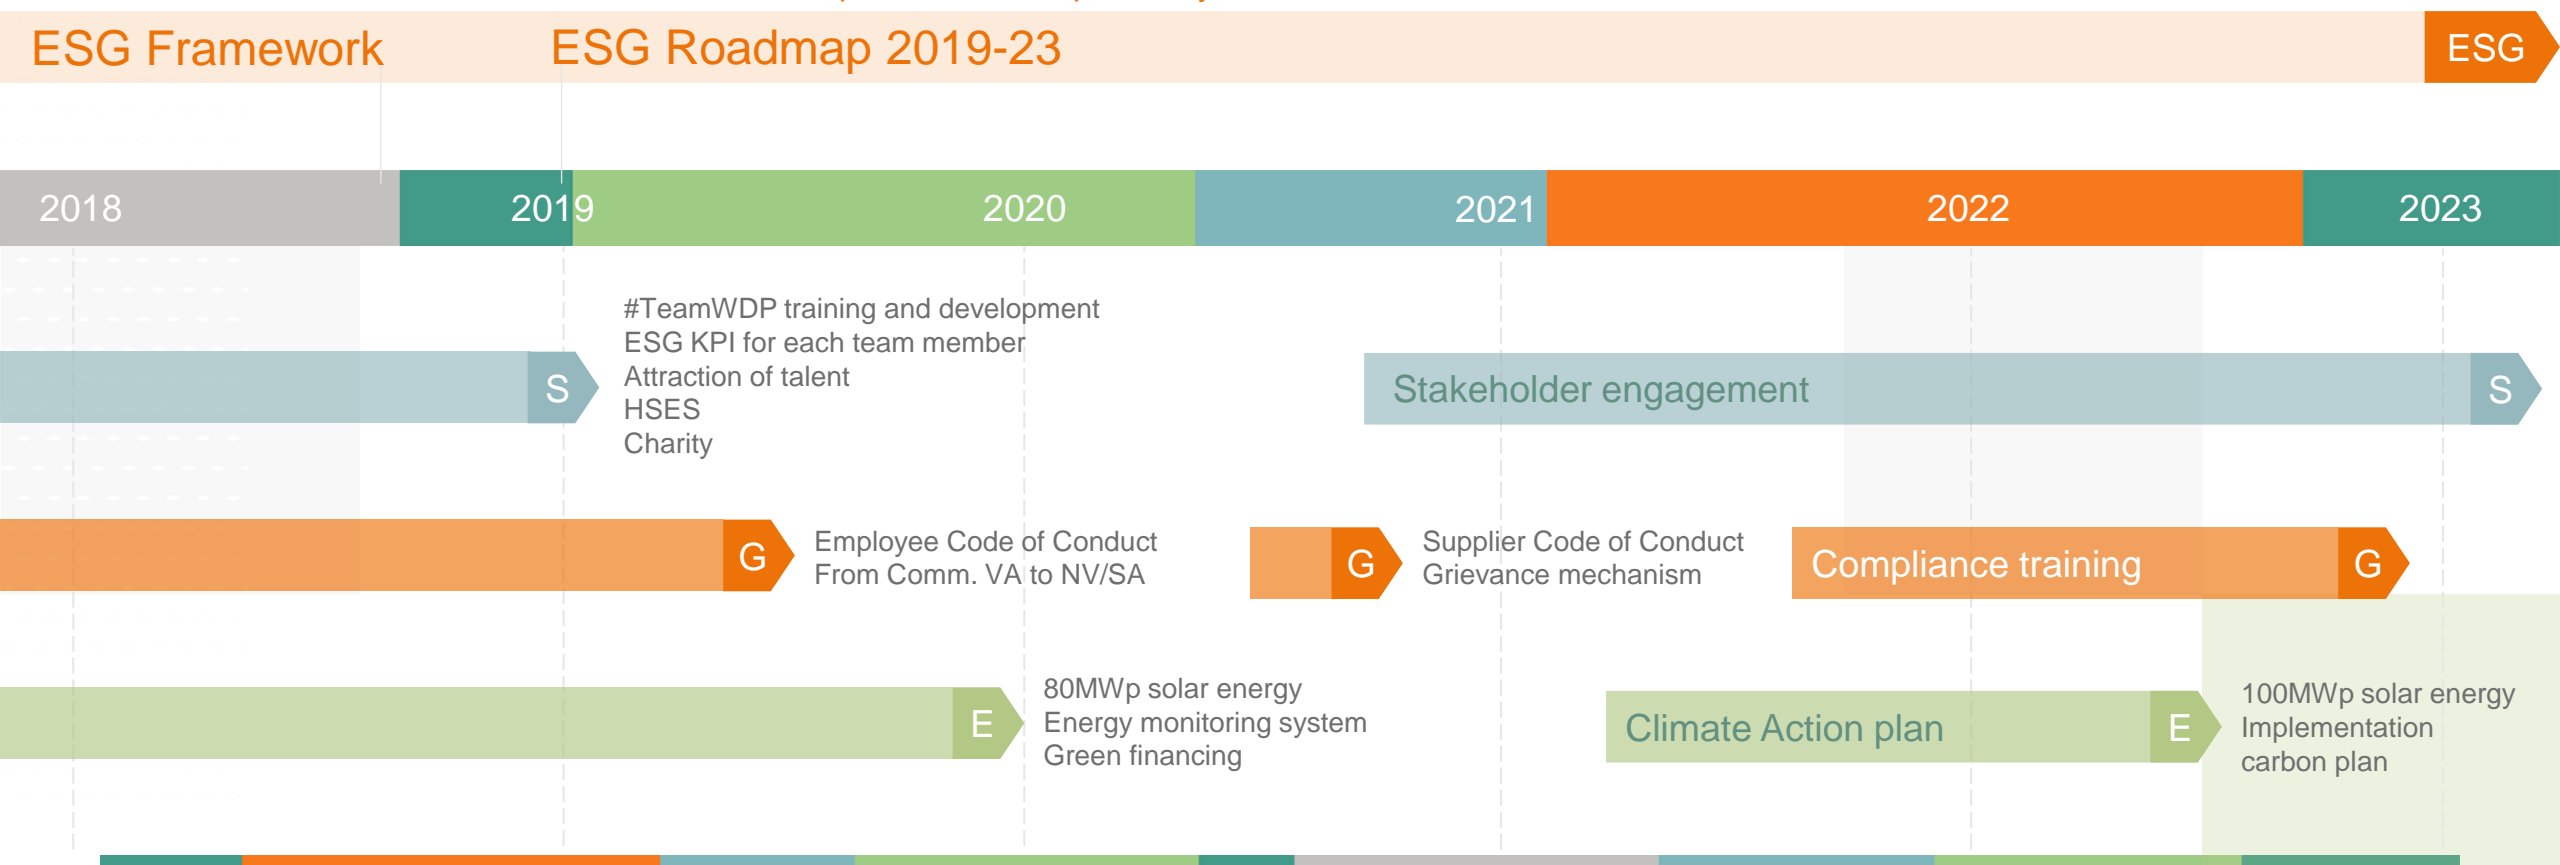 ESG Framework
ESG Roadmap 2019-23
ESG
2018
2019
2020
2021
2022
2023
#TeamWDP training and development
ESG KPI for each team member
Attraction of talent
HSES
Charity
S
Stakeholder engagement
S
G
Employee Code of Conduct
From Comm. VA to NV/SA
G
Supplier Code of Conduct
Grievance mechanism
Compliance training
G
E
80MWp solar energy
Energy monitoring system
Green financing
Climate Action plan
E
100MWp solar energy
Implementation
carbon plan